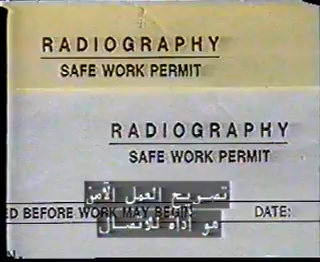 RADIOGRAPHY
SAFE WORK PERMIT
RADIOGRAPHY
SAFE WORK PERMIT
تصريح العمل الآمن
هو أداة للاتصال
ED BEFORE WORK MAY BEGIN
DATE: